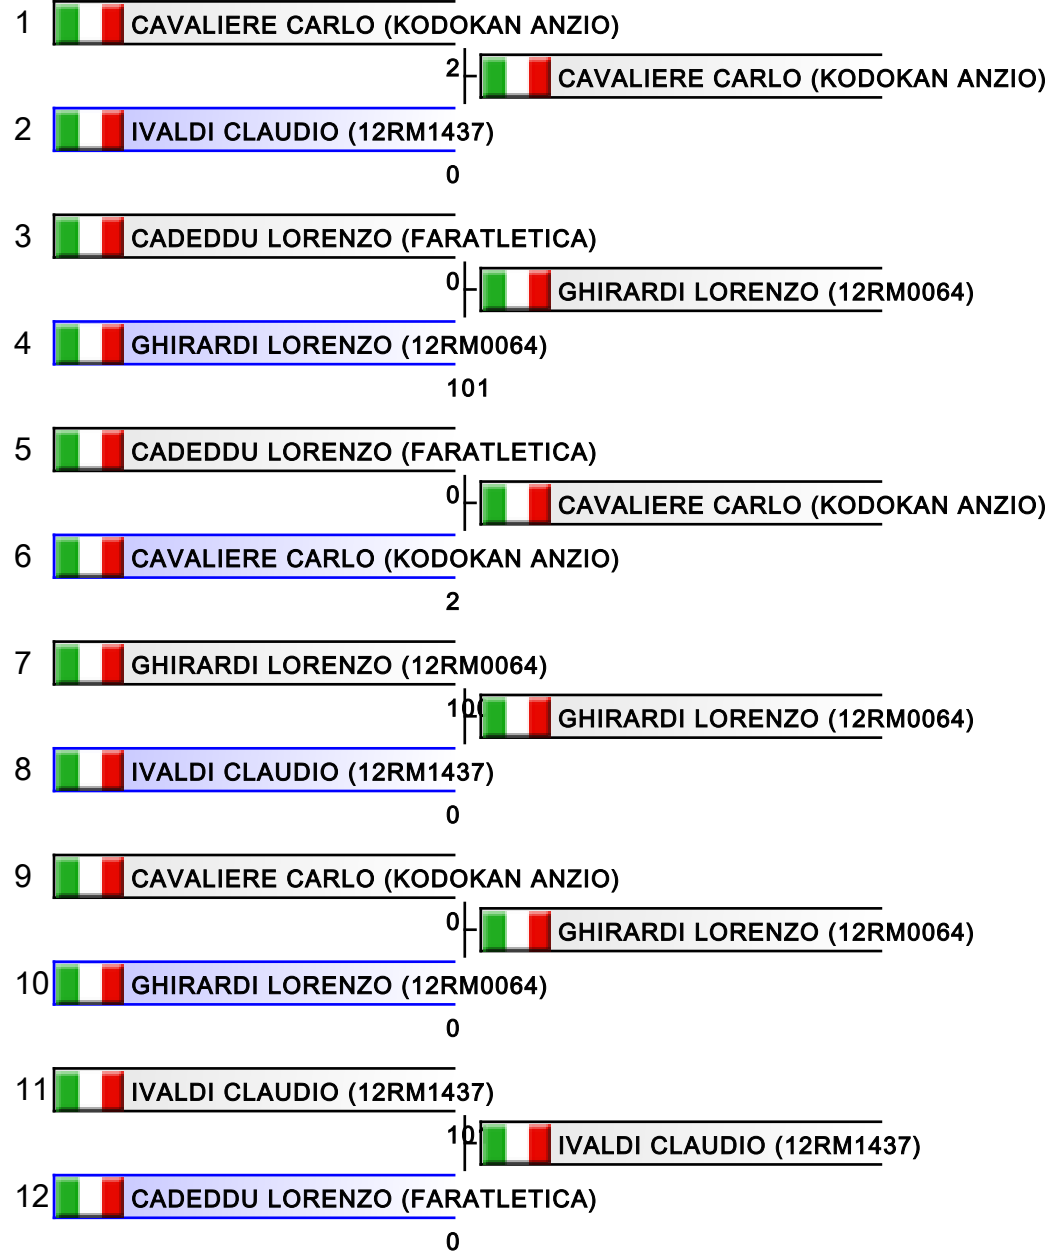 1 CAVALIERE CARLO (KODOKAN ANZIO)
2 CAVALIERE CARLO (KODOKAN ANZIO)
2 IVALDI CLAUDIO (12RM1437)
0
3 CADEDDU LORENZO (FARATLETICA)
0 GHIRARDI LORENZO (12RM0064)
4 GHIRARDI LORENZO (12RM0064)
101
5 CADEDDU LORENZO (FARATLETICA)
0 CAVALIERE CARLO (KODOKAN ANZIO)
6 CAVALIERE CARLO (KODOKAN ANZIO)
2
7 GHIRARDI LORENZO (12RM0064)
GHIRARDI LORENZO (12RM0064)
8 IVALDI CLAUDIO (12RM1437)
0
9 CAVALIERE CARLO (KODOKAN ANZIO)
0 GHIRARDI LORENZO (12RM0064)
10 GHIRARDI LORENZO (12RM0064)
0
11 IVALDI CLAUDIO (12RM1437)
IVALDI CLAUDIO (12RM1437)
12 CADEDDU LORENZO (FARATLETICA)
0